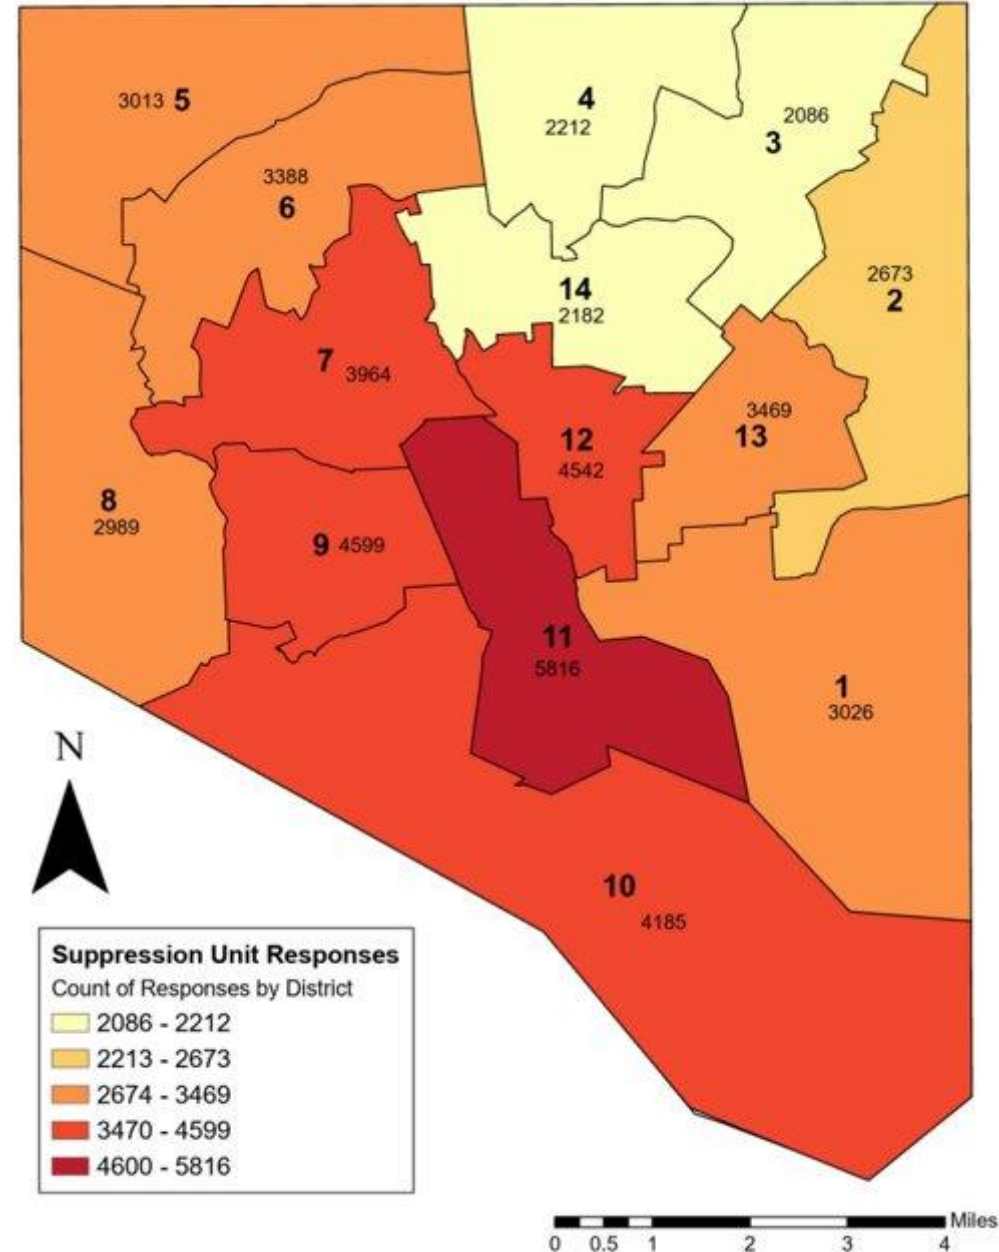 3013 5
4
2212
2086
3
3388
6
2673
2
14
2182
7 3964
3469
13
12
4542
8
2989
9 4599
11
5816
1
3026
N
10
4185
Suppression Unit Responses
Count of Responses by District
2086 - 2212
2213 - 2673
2674 - 3469
3470 - 4599
4600 - 5816
Miles
0 0.5 1 2 3 4